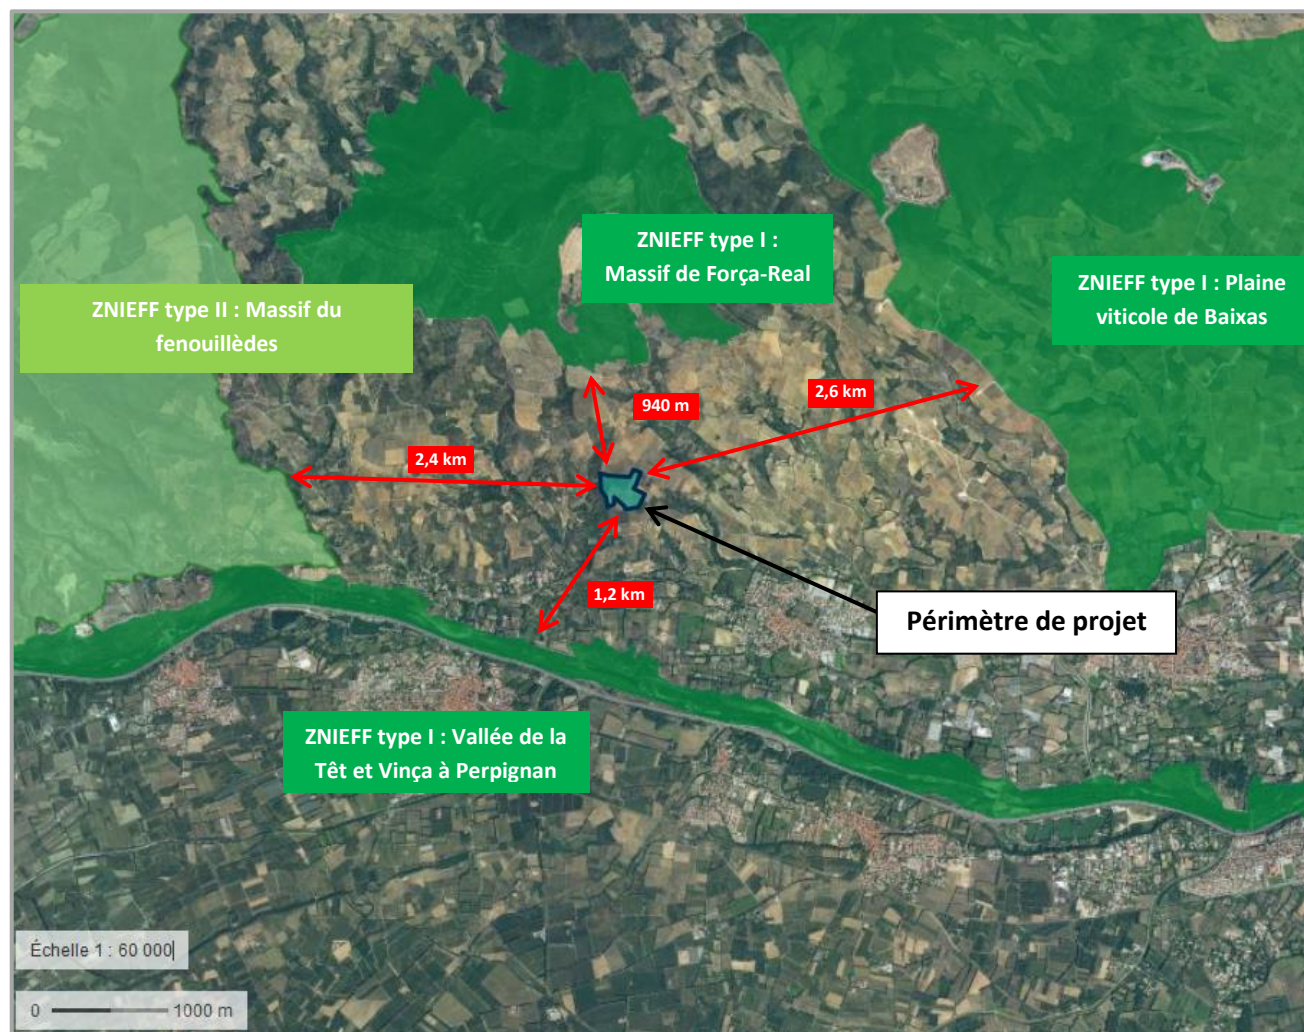 ZNIEFF type I :
Massif de Força-Real
ZNIEFF type I : Plaine
viticole de Baixas
ZNIEFF type II : Massif du
fenouillèdes
940 m
2,6 km
2,4 km
1,2 km
Périmètre de projet
ZNIEFF type I : Vallée de la
Têt et Vinça à Perpignan
Échelle 1 : 60 000
0 1000 m